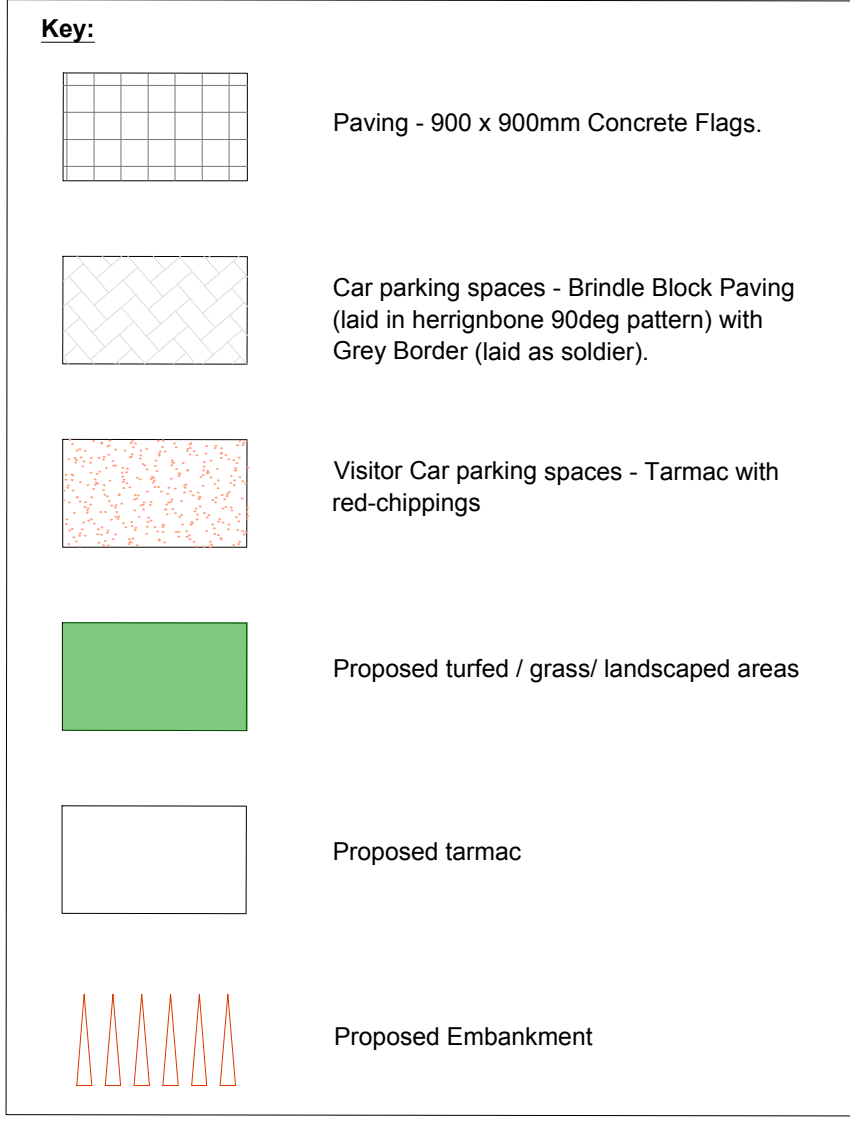 Key:
Paving - 900 x 900mm Concrete Flags.
Car parking spaces - Brindle Block Paving
(laid in herrignbone 90deg pattern) with
Grey Border (laid as soldier).
Visitor Car parking spaces - Tarmac with
red-chippings
Proposed turfed / grass/ landscaped areas
Proposed tarmac
Proposed Embankment